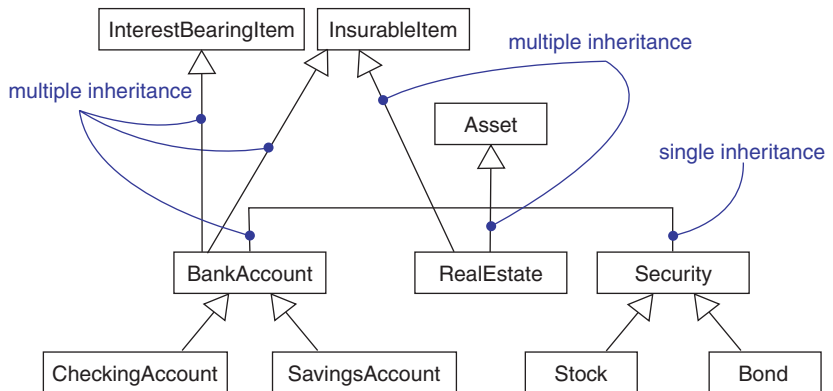 InterestBearingItem
InsurableItem
multiple inheritance
multiple inheritance
Asset
single inheritance
BankAccount
RealEstate
Security
CheckingAccount
SavingsAccount
Stock
Bond